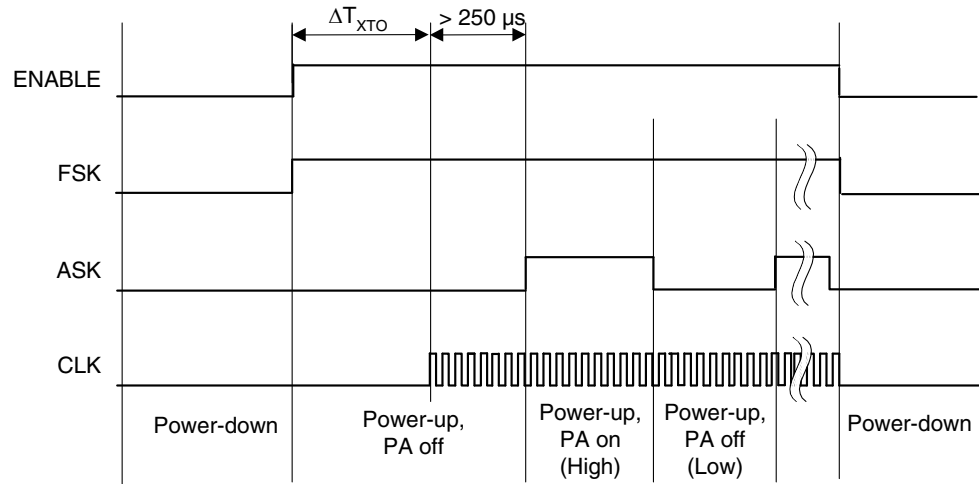 ΔT_XTO
> 250 µs
ENABLE
FSK
ASK
CLK
Power-down
Power-up,
PA off
Power-up,
PA on
(High)
Power-up,
PA off
(Low)
Power-down